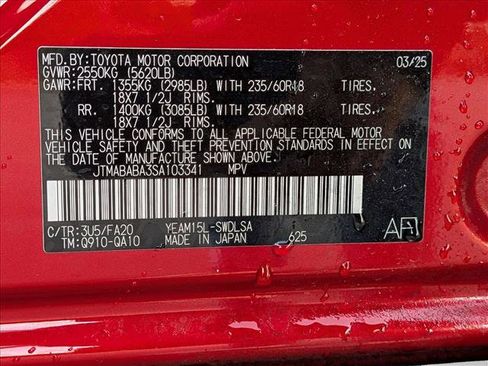 MFD.BY:TOYOTA MOTOR CORPORATION 03/25
GVWR:2550KG (5620LB)
GAWR:FRT. 1355KG (2985LB) WITH 235/60R18 TIRES.
18X7 1/2J RIMS.
RR. 1400KG (3085LB) WITH 235/60R18 TIRES.
18X7 1/2J RIMS.
THIS VEHICLE CONFORMS TO ALL APPLICABLE FEDERAL MOTOR
VEHICLE SAFETY AND THEFT PREVENTION STANDARDS IN EFFECT ON
THE DATE OF MANUFACTURE SHOWN ABOVE.
JTMABABA3SA103341 MPV
C/TR:3U5/FA20 YEAM15L-SWDLSA
TM:Q910-QA10 MADE IN JAPAN 625